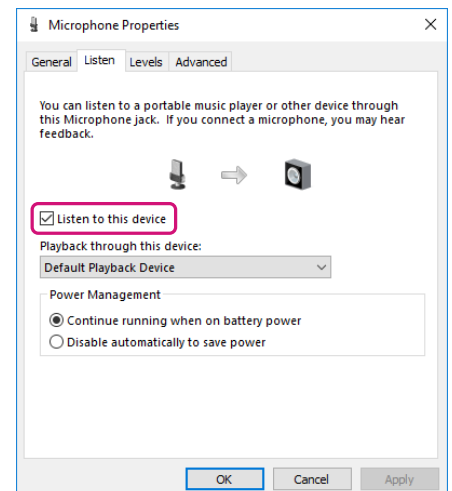 Microphone Properties
General Listen Levels Advanced
You can listen to a portable music player or other device through
this Microphone jack. If you connect a microphone, you may hear
feedback.
Listen to this device
Playback through this device:
Default Playback Device
Power Management
Continue running when on battery power
Disable automatically to save power
OK Cancel Apply